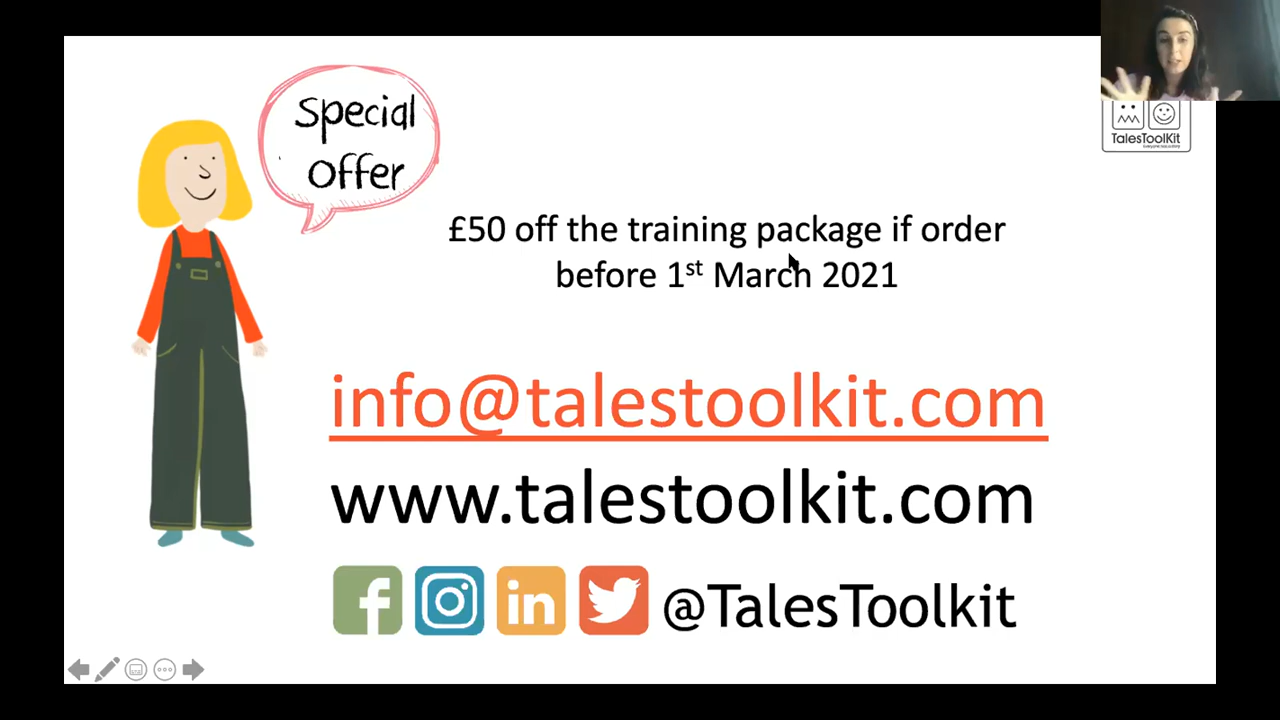 Special
Offer
£50 off the training package if order
before 1st March 2021
info@talestoolkit.com
www.talestoolkit.com
@TalesToolkit
TalesToolKit